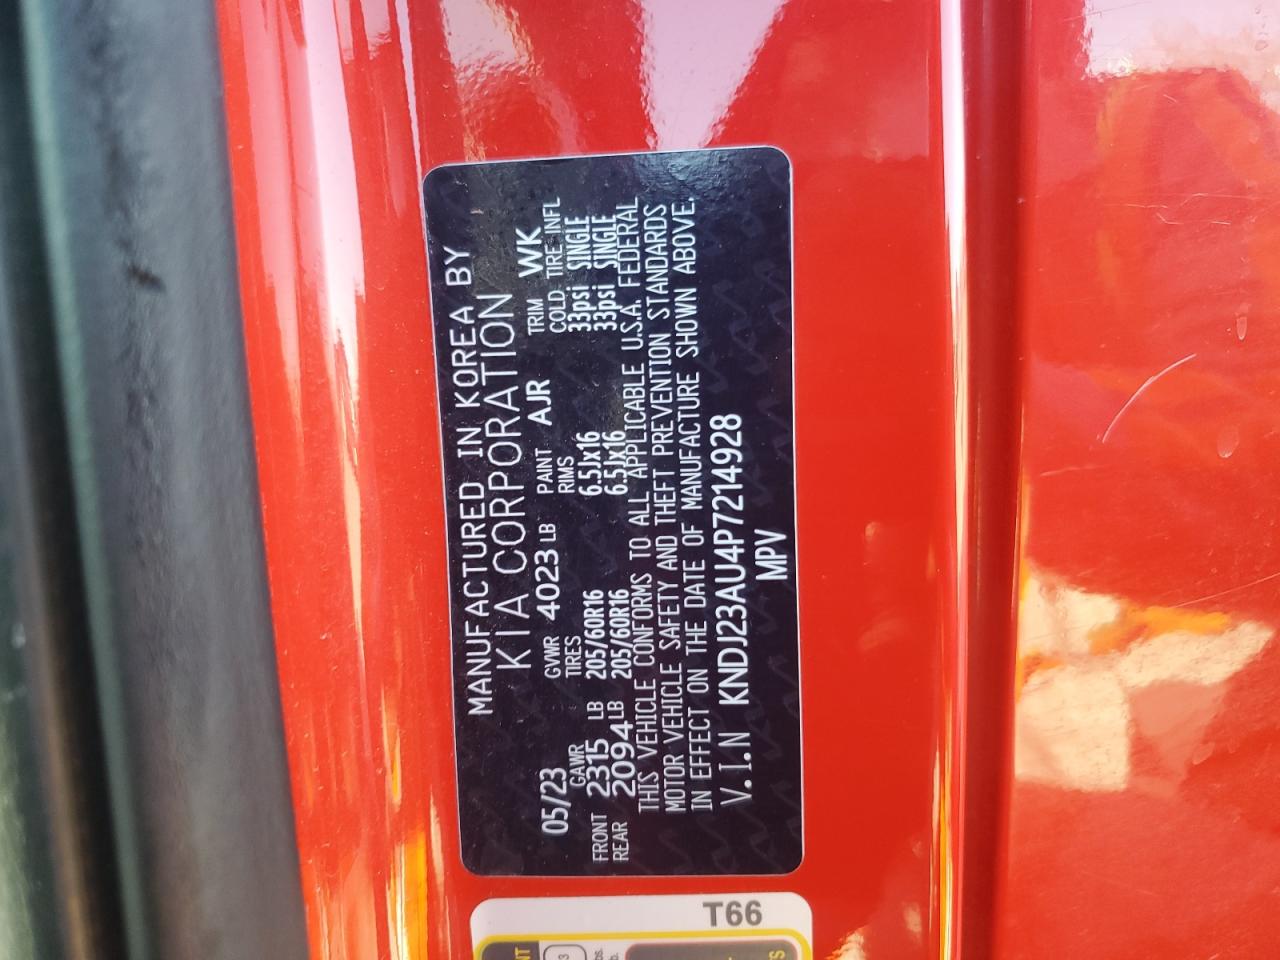 MANUFACTURED IN KOREA BY
KIA CORPORATION
05/23 GVWR 4023 LB PAINT AJR TRIM WK
GAWR TIRES RIMS COLD TIRE INFL
FRONT 2315 LB 205/60R16 6.5Jx16 33psi SINGLE
REAR 2094 LB 205/60R16 6.5Jx16 33psi SINGLE
THIS VEHICLE CONFORMS TO ALL APPLICABLE U.S.A. FEDERAL
MOTOR VEHICLE SAFETY AND THEFT PREVENTION STANDARDS
IN EFFECT ON THE DATE OF MANUFACTURE SHOWN ABOVE.
V.I.N KNDJ23AU4P7214928
MPV
T66
3